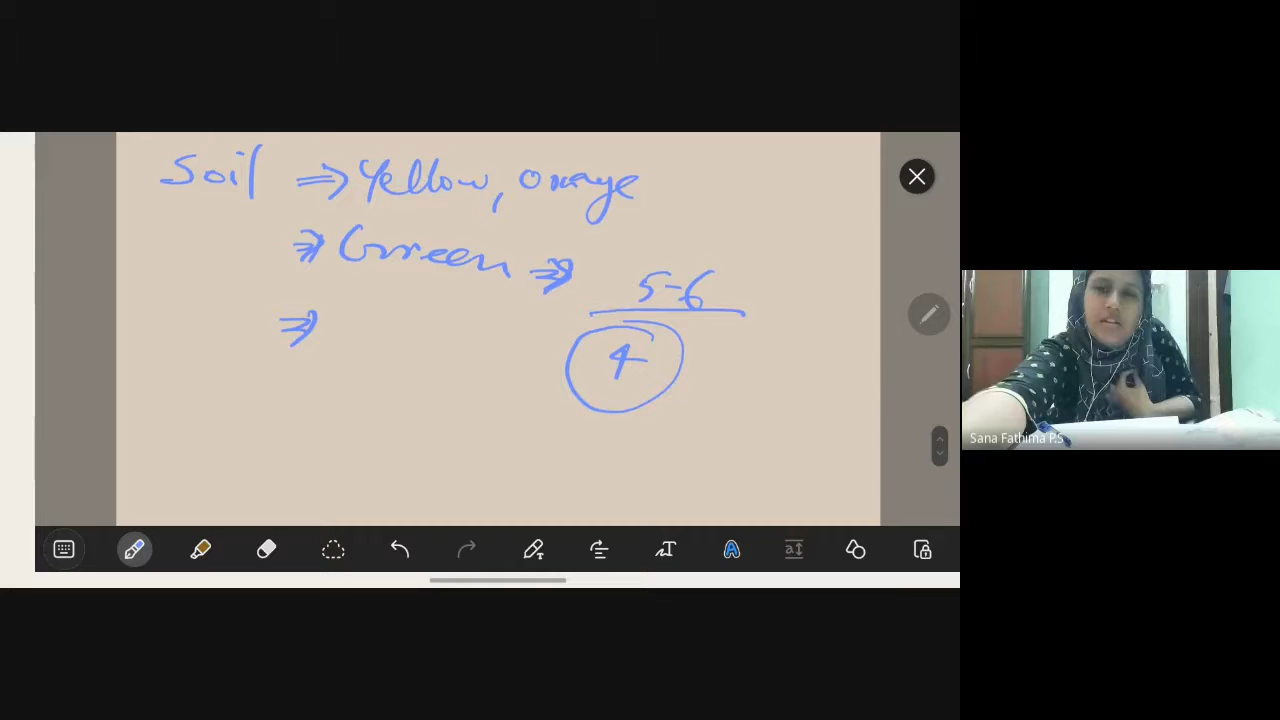 Soil ⇒ Yellow, Orange
⇒ Green ⇒
5-6
4
⇒
Sana Fathima P.S